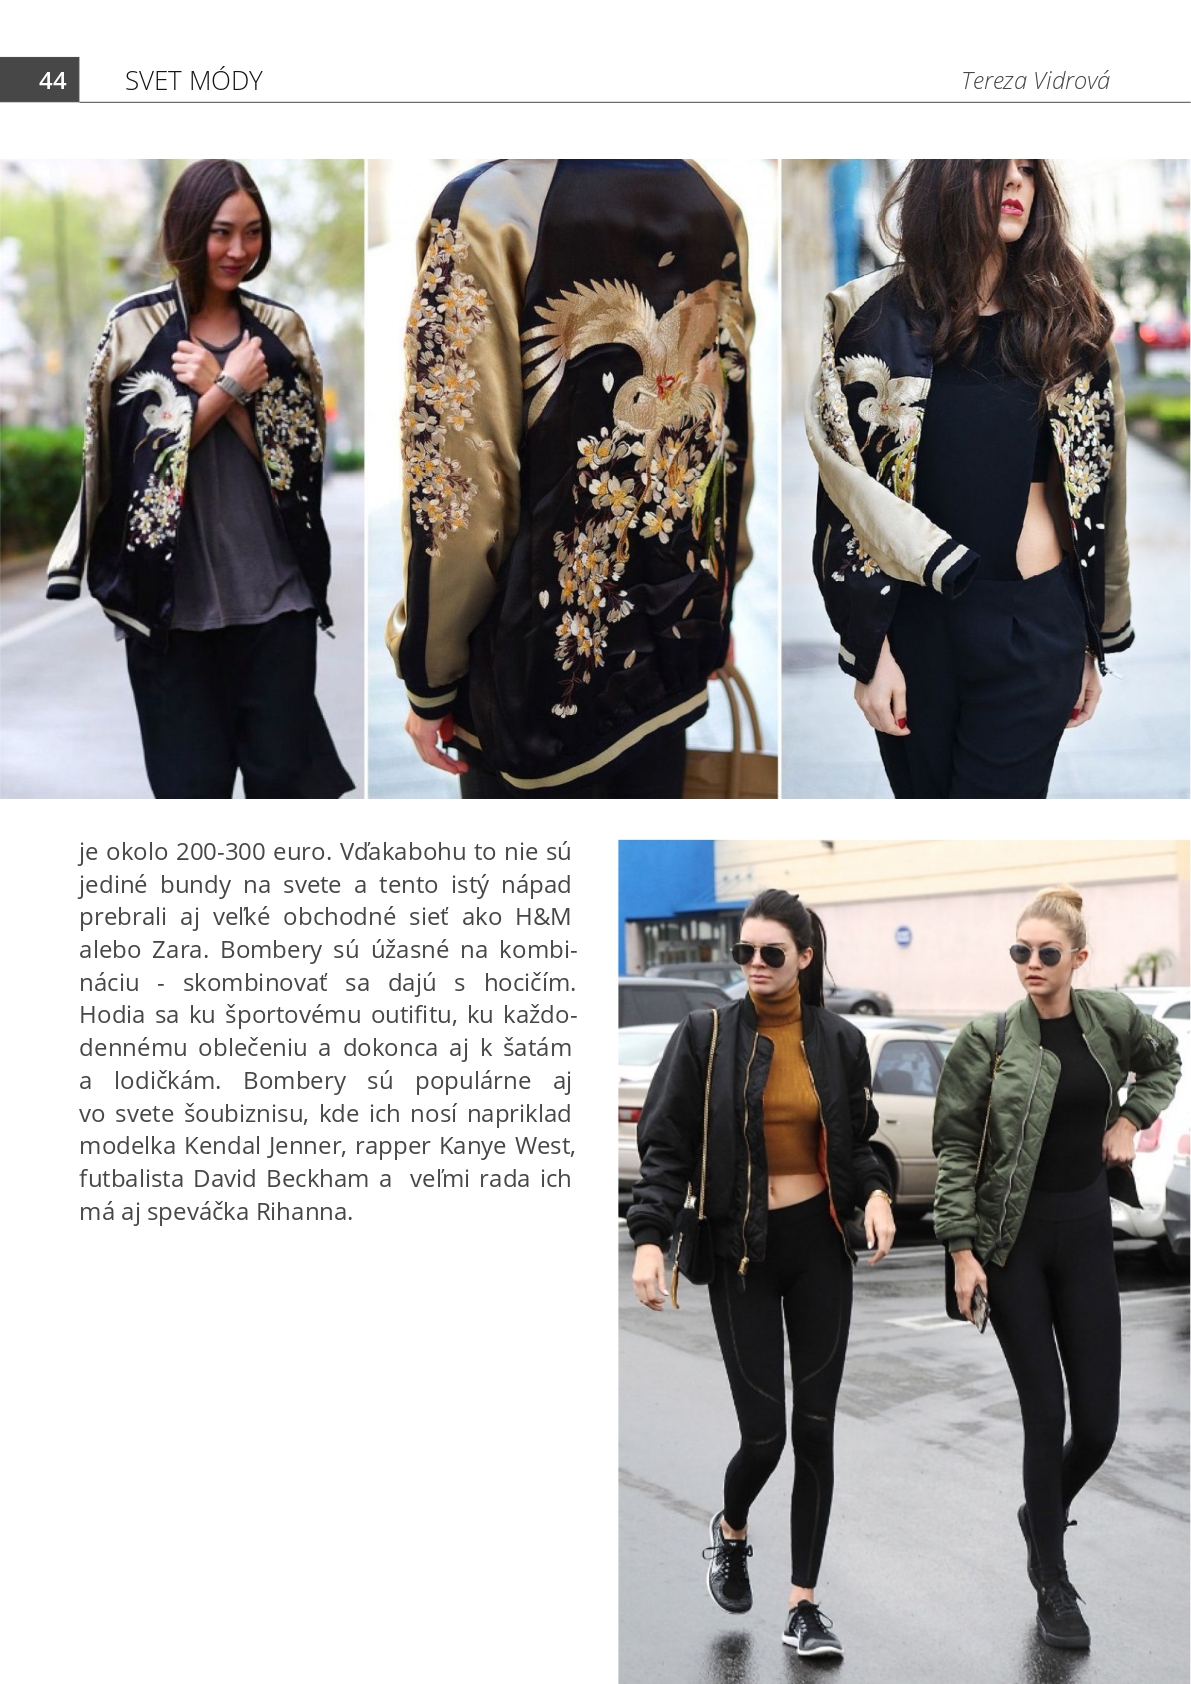 44
SVET MÓDY
Tereza Vidrová
je okolo 200-300 euro. Vďakabohu to nie sú
jediné bundy na svete a tento istý nápad
prebrali aj veľké obchodné sieť ako H&M
alebo Zara. Bombery sú úžasné na kombi-
náciu - skombinovať sa dajú s hocičím.
Hodia sa ku športovému outifitu, ku každo-
dennému oblečeniu a dokonca aj k šatám
a lodičkám. Bombery sú populárne aj
vo svete šoubiznisu, kde ich nosí napriklad
modelka Kendal Jenner, rapper Kanye West,
futbalista David Beckham a  veľmi rada ich
má aj speváčka Rihanna.